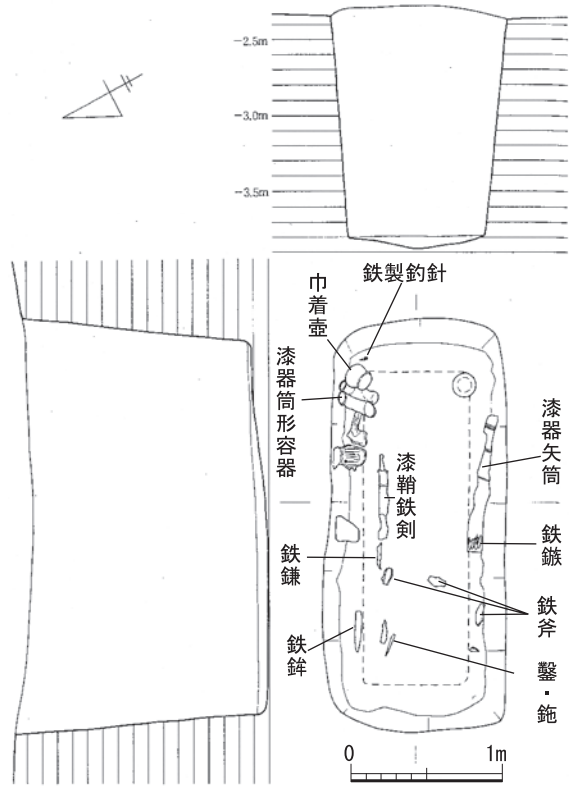 -2.5m
-3.0m
-3.5m
鉄製釣針
巾着壺
漆器筒形容器
漆器矢筒
漆鞘鉄剣
鉄鏃
鉄鎌
鉄斧
鉄鉾
鑿・鉇
0 1m